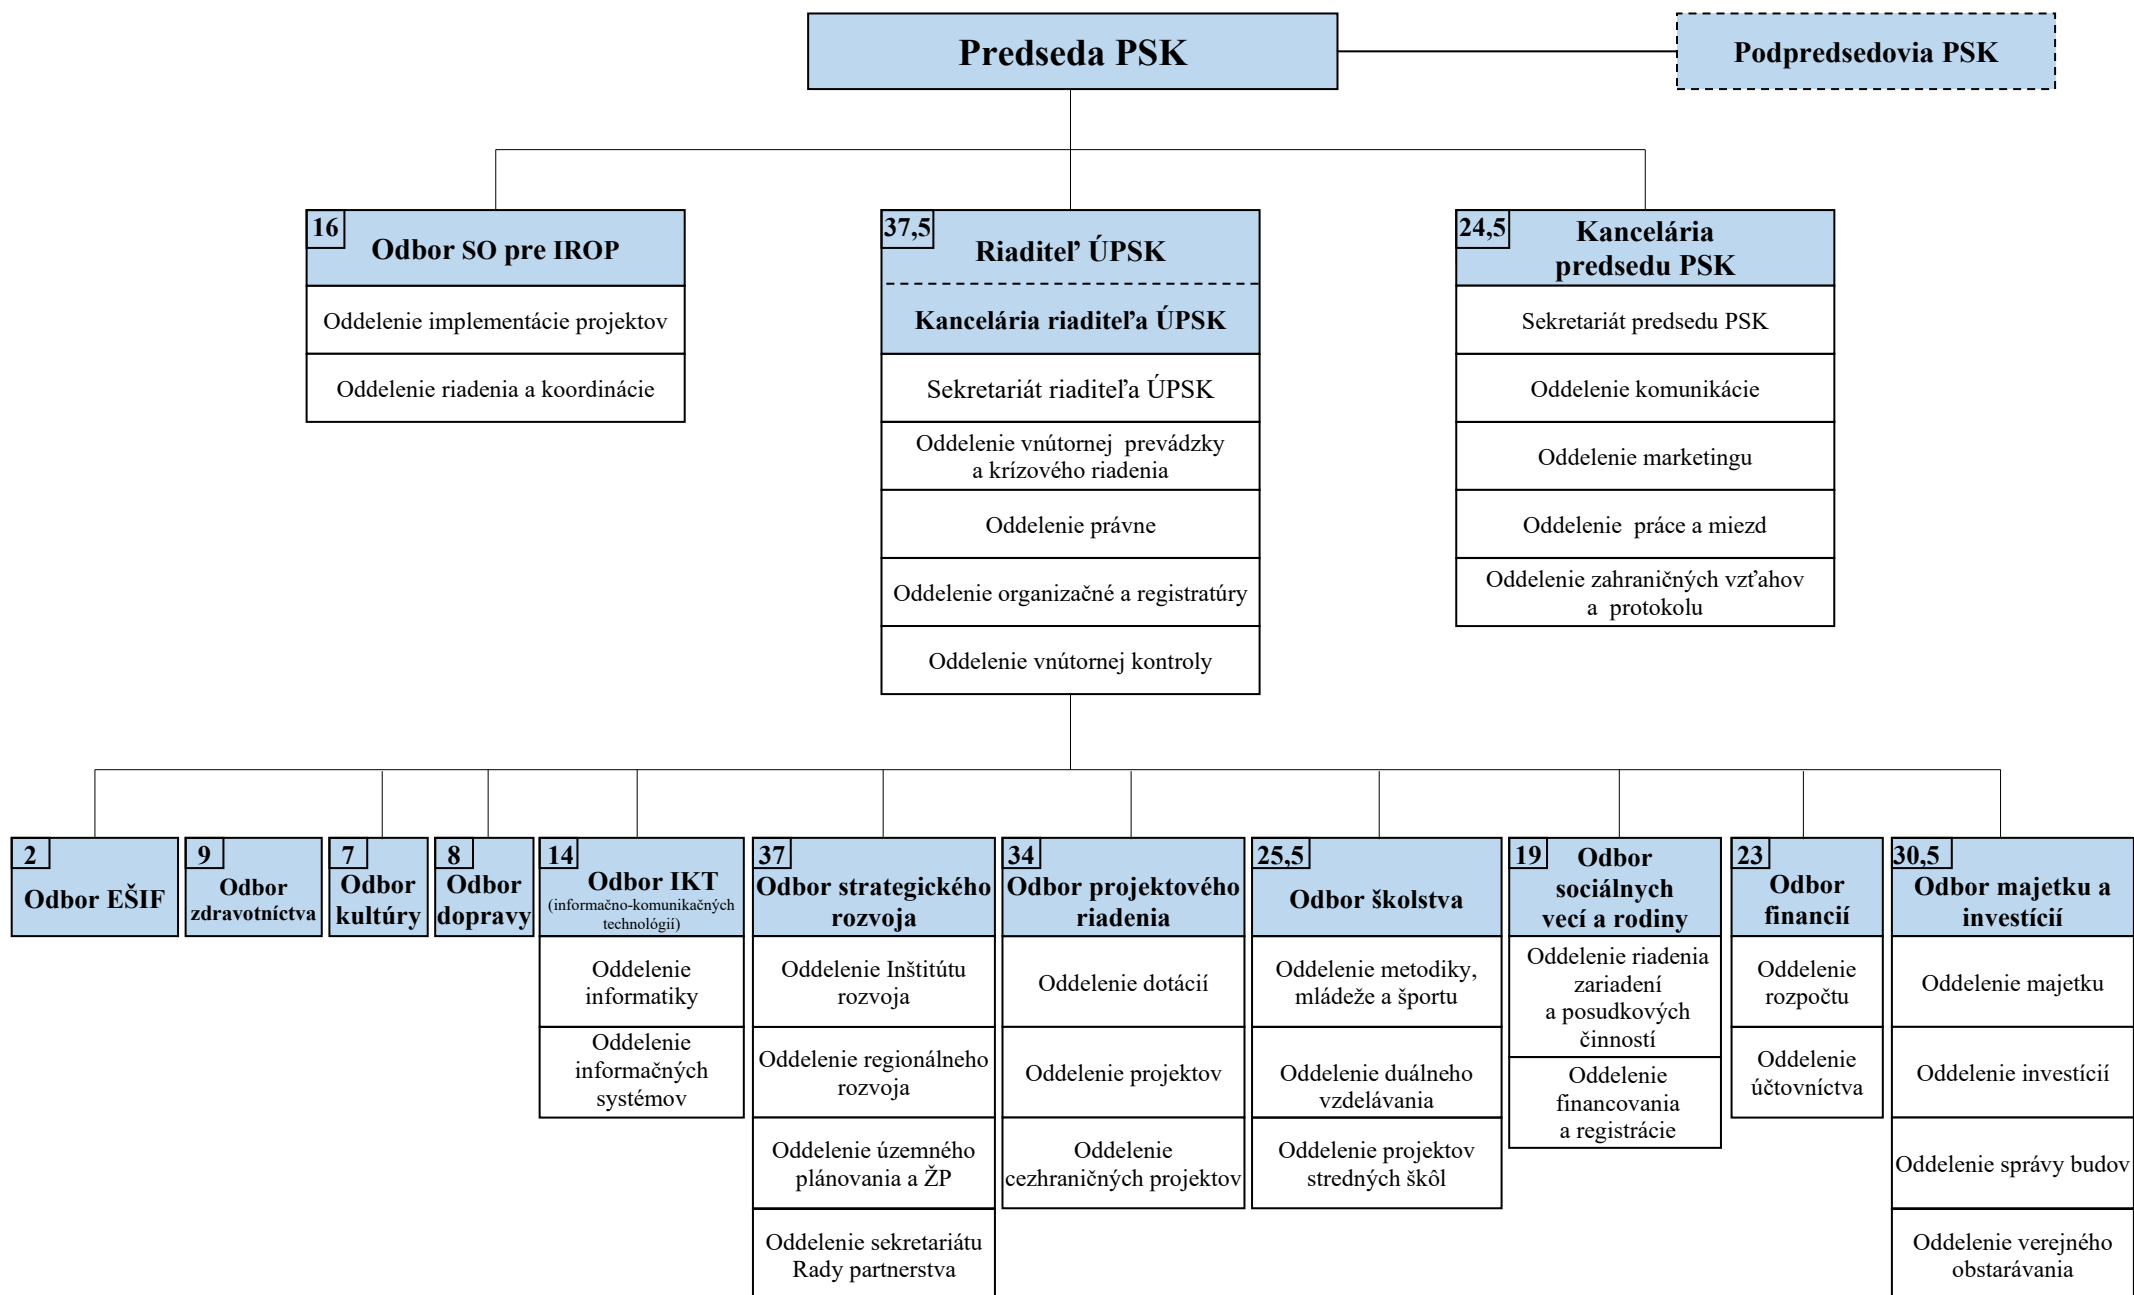 Predseda PSK
Podpredsedovia PSK
16
Odbor SO pre IROP
Oddelenie implementácie projektov
Oddelenie riadenia a koordinácie
37,5
Riaditeľ ÚPSK
Kancelária riaditeľa ÚPSK
Sekretariát riaditeľa ÚPSK
Oddelenie vnútornej prevádzky
a krízového riadenia
Oddelenie právne
Oddelenie organizačné a registratúry
Oddelenie vnútornej kontroly
24,5
Kancelária
predsedu PSK
Sekretariát predsedu PSK
Oddelenie komunikácie
Oddelenie marketingu
Oddelenie práce a miezd
Oddelenie zahraničných vzťahov
a protokolu
2
Odbor EŠIF
9
Odbor
zdravotníctva
7
Odbor
kultúry
8
Odbor
dopravy
14
Odbor IKT
(informačno-komunikačných
technológií)
Oddelenie
informatiky
Oddelenie
informačných
systémov
37
Odbor strategického
rozvoja
Oddelenie Inštitútu
rozvoja
Oddelenie regionálneho
rozvoja
Oddelenie územného
plánovania a ŽP
Oddelenie sekretariátu
Rady partnerstva
34
Odbor projektového
riadenia
Oddelenie dotácií
Oddelenie projektov
Oddelenie
cezhraničných projektov
25,5
Odbor školstva
Oddelenie metodiky,
mládeže a športu
Oddelenie duálneho
vzdelávania
Oddelenie projektov
stredných škôl
19
Odbor
sociálnych
vecí a rodiny
Oddelenie riadenia
zariadení
a posudkových
činností
Oddelenie
financovania
a registrácie
23
Odbor
financií
Oddelenie
rozpočtu
Oddelenie
účtovníctva
30,5
Odbor majetku a
investícií
Oddelenie majetku
Oddelenie investícií
Oddelenie správy budov
Oddelenie verejného
obstarávania